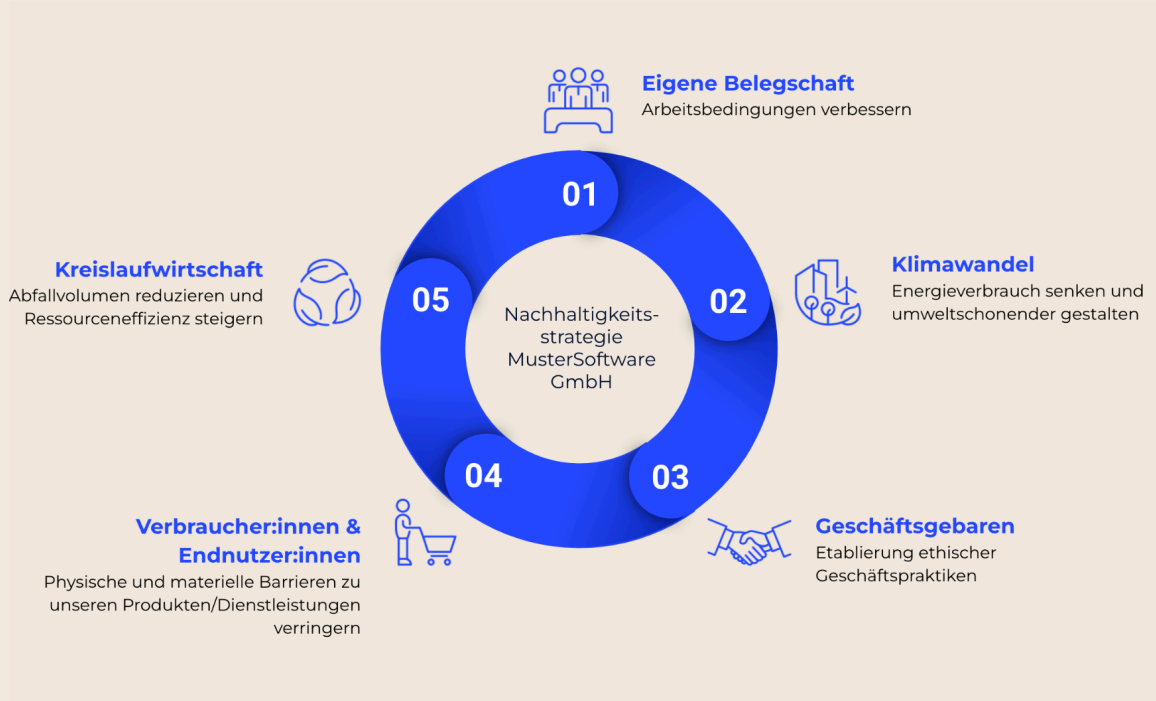 Eigene Belegschaft
Arbeitsbedingungen verbessern
01
Klimawandel
Energieverbrauch senken und
umweltschonender gestalten
02
Geschäftsgebaren
Etablierung ethischer
Geschäftspraktiken
03
Verbraucher:innen &
Endnutzer:innen
Physische und materielle Barrieren zu
unseren Produkten/Dienstleistungen
verringern
04
Kreislaufwirtschaft
Abfallvolumen reduzieren und
Ressourceneffizienz steigern
05
Nachhaltigkeits-
strategie
MusterSoftware
GmbH